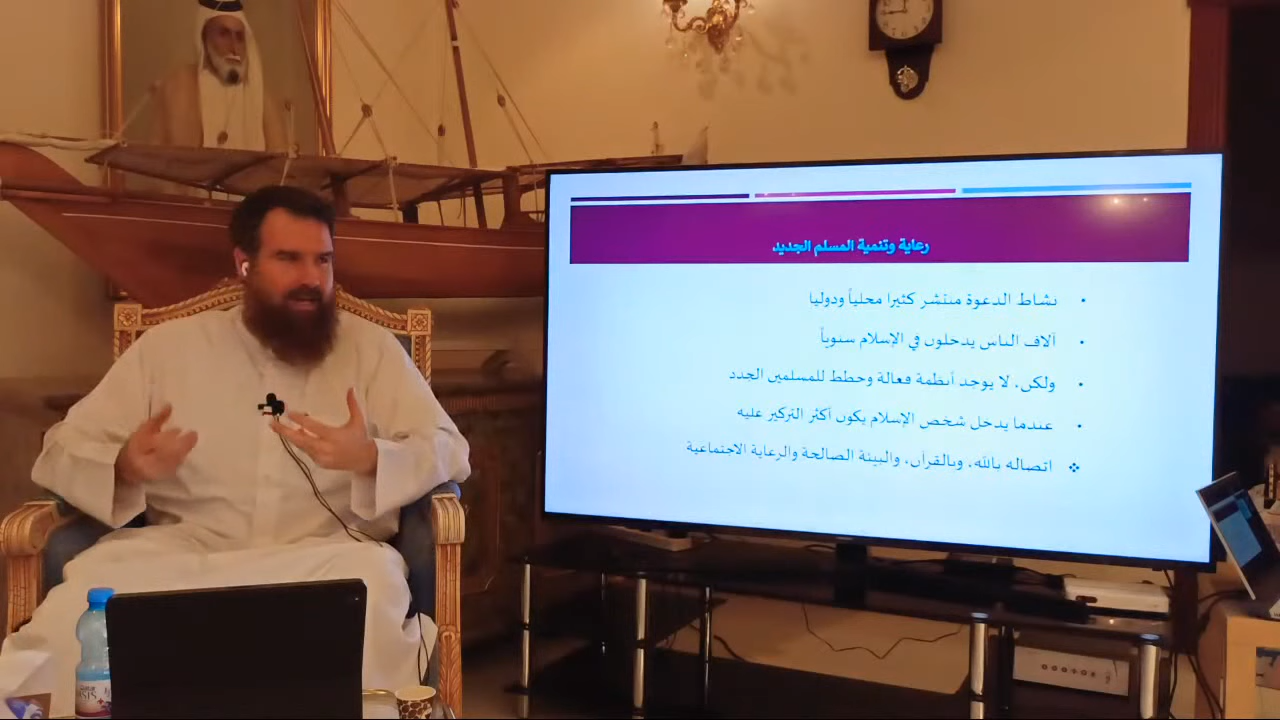 رعاية وتنمية المسلم الجديد
نشاط الدعوة منتشر كثيرا محلياً ودوليا
آلاف الناس يدخلون في الإسلام سنوياً
ولكن، لا يوجد أنظمة فعالة وخطط للمسلمين الجدد
عندما يدخل شخص الإسلام يكون أكثر التركيز عليه
اتصاله بالله، وبالقرآن، والبيئة الصالحة والرعاية الاجتماعية